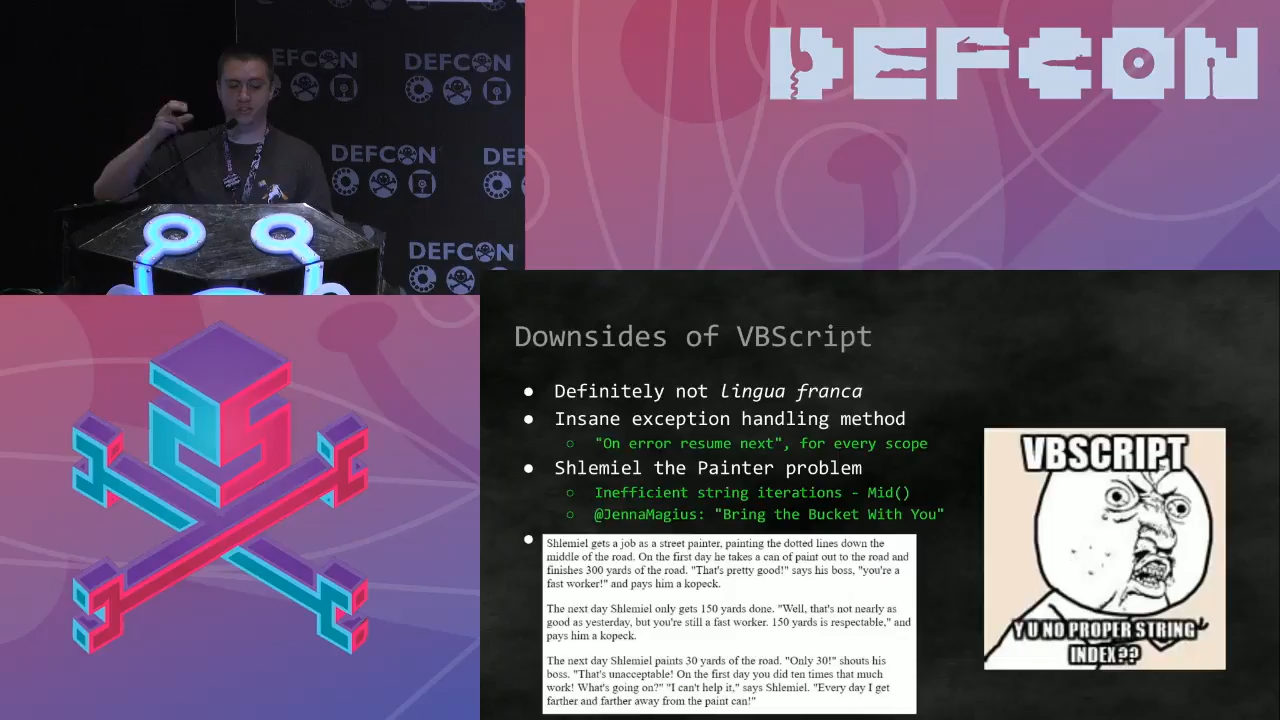 DEFCON
DEFCON
DEFCON
DEFCON
DEF
DEFCON
Downsides of VBScript
● Definitely not lingua franca
● Insane exception handling method
○ "On error resume next", for every scope
● Shlemiel the Painter problem
○ Inefficient string iterations - Mid()
○ @JennaMagius: "Bring the Bucket With You"
●
Shlemiel gets a job as a street painter, painting the dotted lines down the
middle of the road. On the first day he takes a can of paint out to the road and
finishes 300 yards of the road. "That's pretty good!" says his boss, "you're a
fast worker!" and pays him a kopeck.
The next day Shlemiel only gets 150 yards done. "Well, that's not nearly as
good as yesterday, but you're still a fast worker. 150 yards is respectable," and
pays him a kopeck.
The next day Shlemiel paints 30 yards of the road. "Only 30!" shouts his
boss. "That's unacceptable! On the first day you did ten times that much
work! What's going on?" "I can't help it," says Shlemiel. "Every day I get
farther and farther away from the paint can!"
VBSCRIPT
Y U NO PROPER STRING
INDEX??